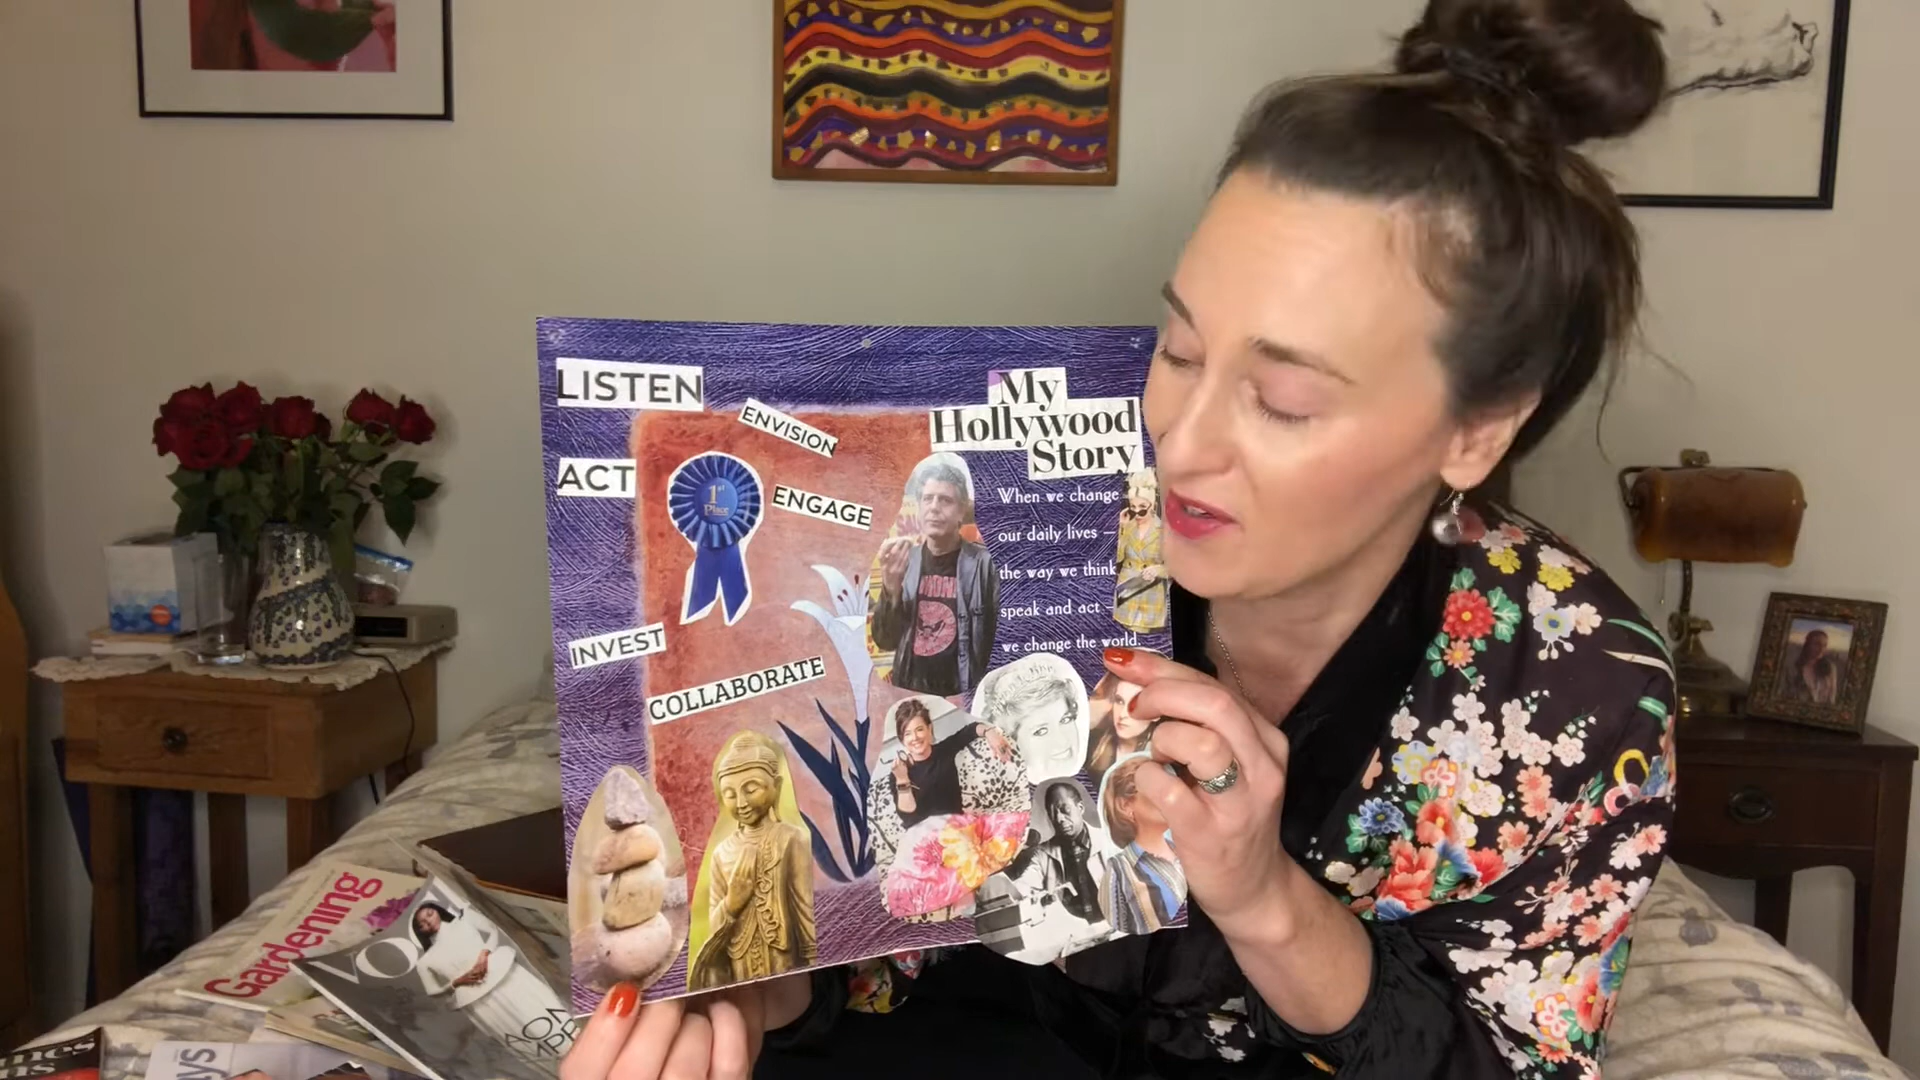 LISTEN
ENVISION
ACT
1st
Place
ENGAGE
INVEST
COLLABORATE
My
Hollywood
Story
When we change
our daily lives –
the way we think
speak and act
we change the world.
Gardening
VO